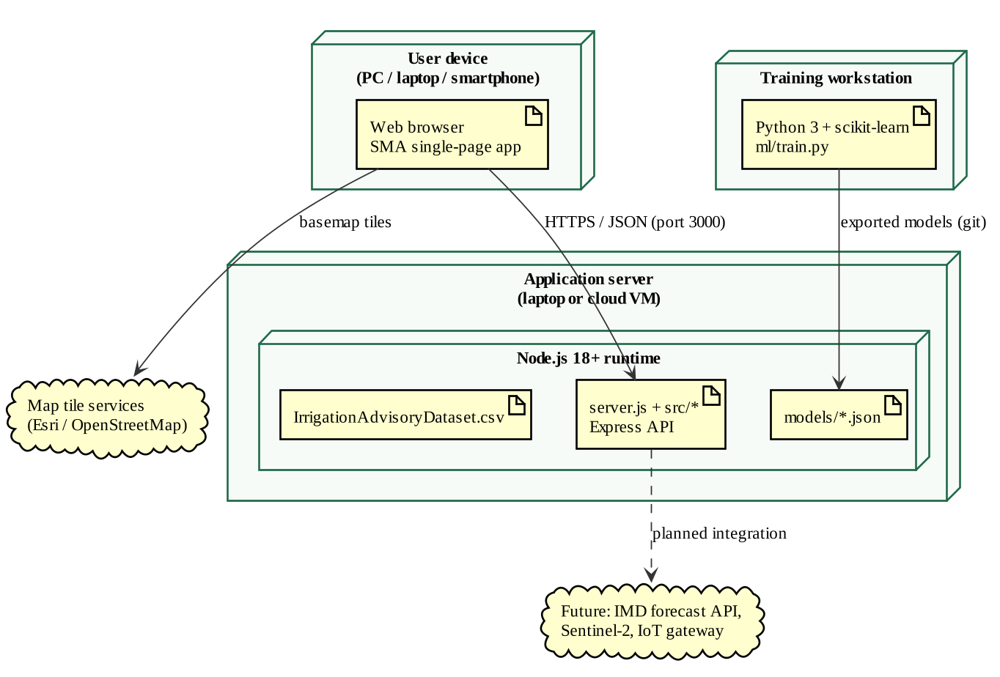 User device
(PC / laptop / smartphone)
Web browser
SMA single-page app
Training workstation
Python 3 + scikit-learn
ml/train.py
basemap tiles
HTTPS / JSON (port 3000)
exported models (git)
Application server
(laptop or cloud VM)
Node.js 18+ runtime
Map tile services
(Esri / OpenStreetMap)
IrrigationAdvisoryDataset.csv
server.js + src/*
Express API
models/*.json
planned integration
Future: IMD forecast API,
Sentinel-2, IoT gateway